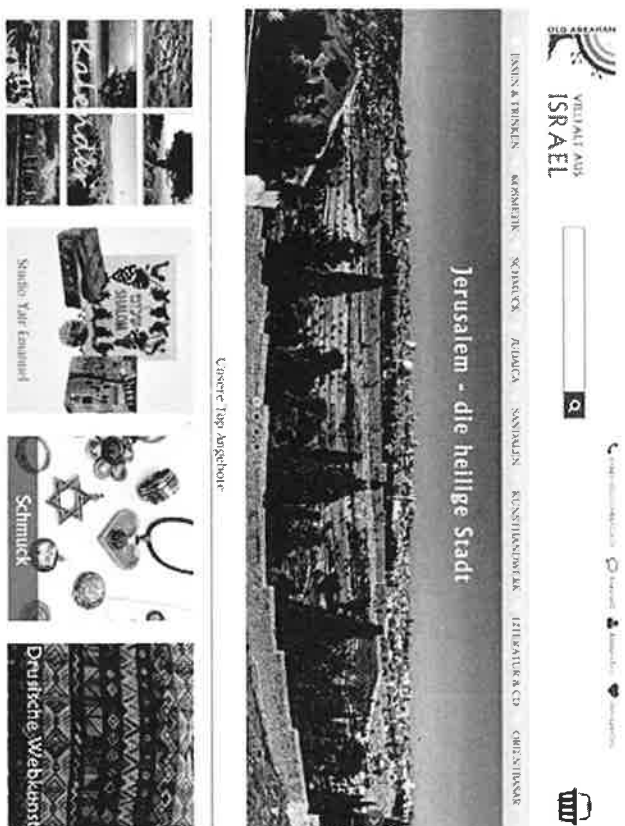 OLD ABRAHAM
VIELFALT AUS
ISRAEL
ESSEN & TRINKEN KOSMETIK SCHMUCK JUDAICA SANDALEN KUNSTHANDWERK LITERATUR & CD ORIENTBASAR
Jerusalem - die heilige Stadt
Unsere Top Angebote
Kalender
Studio Yair Emanuel
Schmuck
Drusische Webkunst